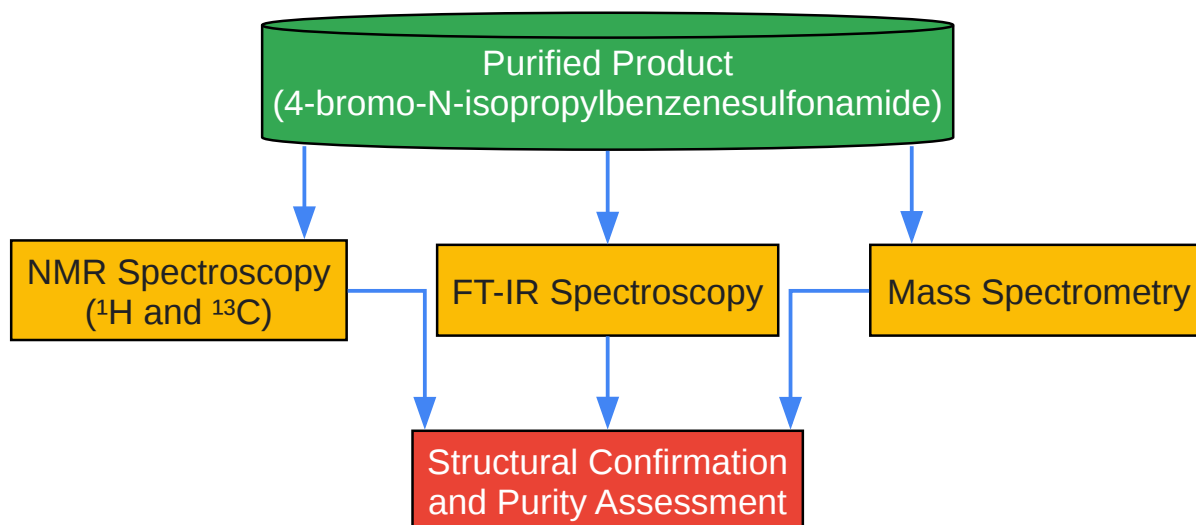 Purified Product
(4-bromo-N-isopropylbenzenesulfonamide)
NMR Spectroscopy
(¹H and ¹³C)
FT-IR Spectroscopy
Mass Spectrometry
Structural Confirmation
and Purity Assessment